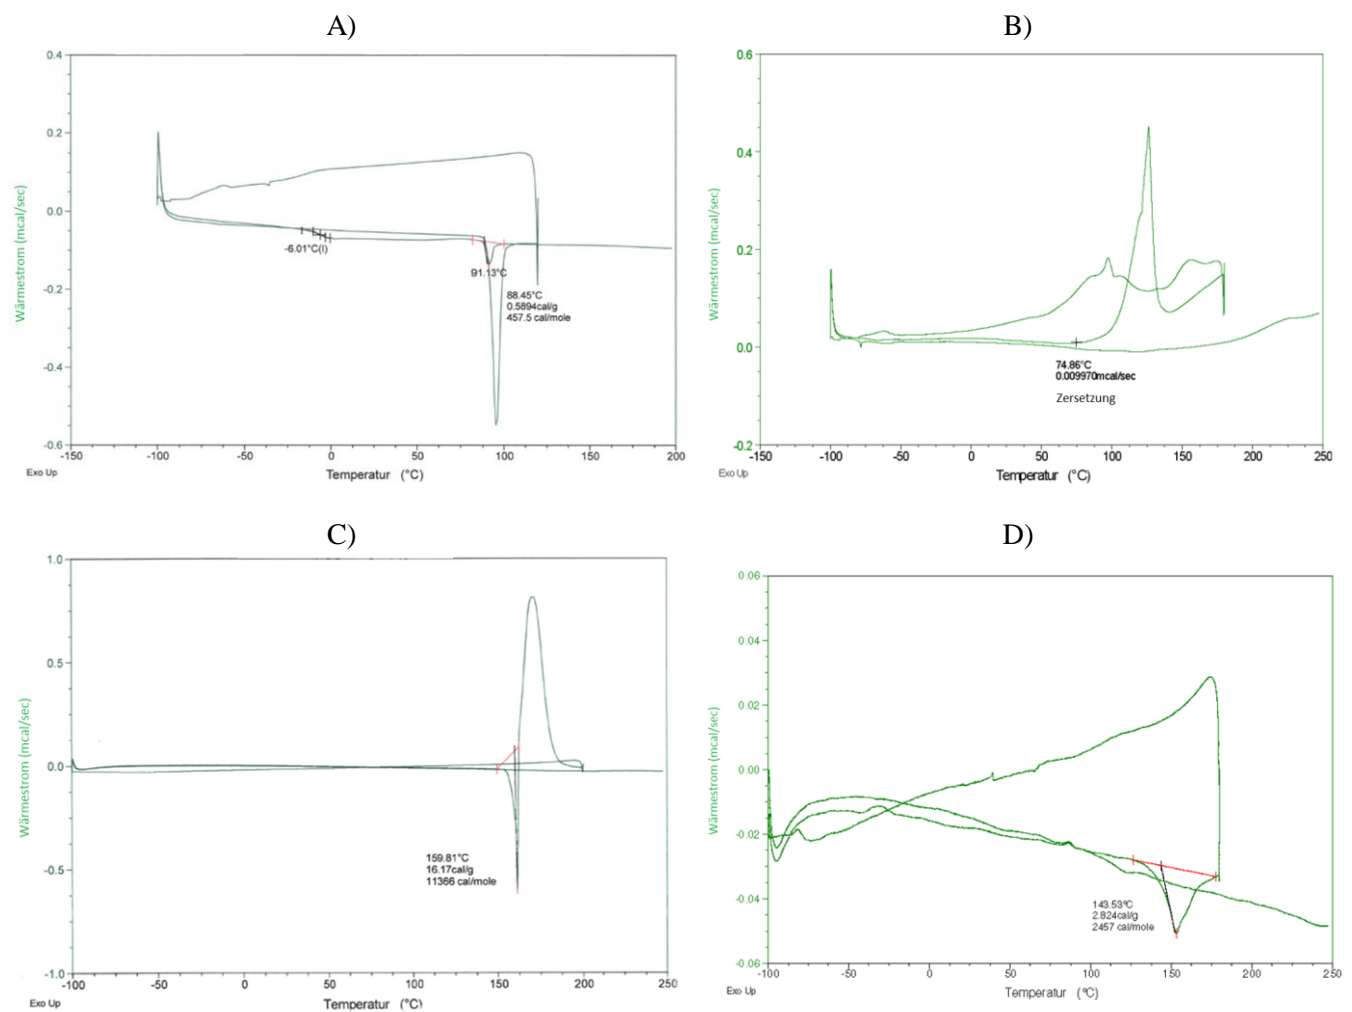 A)
B)
0.4
0.2
0.0
-0.2
-0.4
-0.6
Wärmestrom (mcal/sec)
-6.01°C(I)
91.13°C
88.45°C
0.5894cal/g
457.5 cal/mole
-150
-100
-50
0
50
100
150
200
Exo Up
Temperatur (°C)
0.6
0.4
0.2
0.0
-0.2
Wärmestrom (mcal/sec)
74.86°C
0.009970mcal/sec
Zersetzung
-150
-100
-50
0
50
100
150
200
250
Exo Up
Temperatur (°C)
C)
D)
1.0
0.5
0.0
-0.5
-1.0
Wärmestrom (mcal/sec)
159.81°C
16.17cal/g
11366 cal/mole
-100
-50
0
50
100
150
200
250
Exo Up
Temperatur (°C)
0.06
0.04
0.02
0.00
-0.02
-0.04
-0.06
Wärmestrom (mcal/sec)
143.53°C
2.824cal/g
2457 cal/mole
-100
-50
0
50
100
150
200
250
Exo Up
Temperatur (°C)